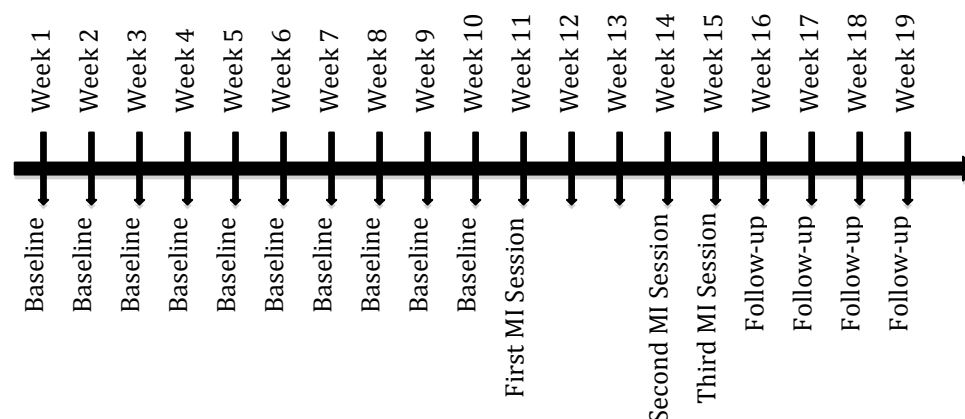 Week 1
Week 2
Week 3
Week 4
Week 5
Week 6
Week 7
Week 8
Week 9
Week 10
Week 11
Week 12
Week 13
Week 14
Week 15
Week 16
Week 17
Week 18
Week 19
Baseline
Baseline
Baseline
Baseline
Baseline
Baseline
Baseline
Baseline
Baseline
Baseline
First MI Session
Second MI Session
Third MI Session
Follow-up
Follow-up
Follow-up
Follow-up